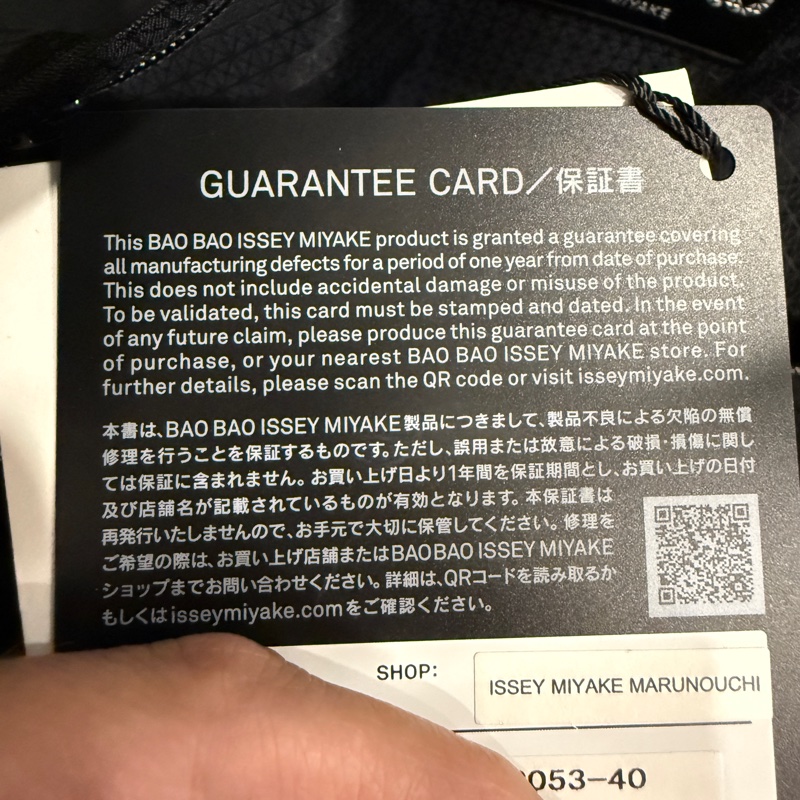 MIYAKE
GUARANTEE CARD/保証書
This BAO BAO ISSEY MIYAKE product is granted a guarantee covering
all manufacturing defects for a period of one year from date of purchase.
This does not include accidental damage or misuse of the product.
To be validated, this card must be stamped and dated. In the event
of any future claim, please produce this guarantee card at the point
of purchase, or your nearest BAO BAO ISSEY MIYAKE store. For
further details, please scan the QR code or visit isseymiyake.com.
本書は、BAO BAO ISSEY MIYAKE製品につきまして、製品不良による欠陥の無償
修理を行うことを保証するものです。ただし、誤用または故意による破損・損傷に関し
ては保証に含まれません。お買い上げ日より1年間を保証期間とし、お買い上げの日付
及び店舗名が記載されているものが有効となります。本保証書は
再発行いたしませんので、お手元で大切に保管してください。修理を
ご希望の際は、お買い上げ店舗またはBAO BAO ISSEY MIYAKE
ショップまでお問い合わせください。詳細は、QRコードを読み取るか
もしくはisseymiyake.comをご確認ください。
SHOP:
ISSEY MIYAKE MARUNOUCHI
053-40